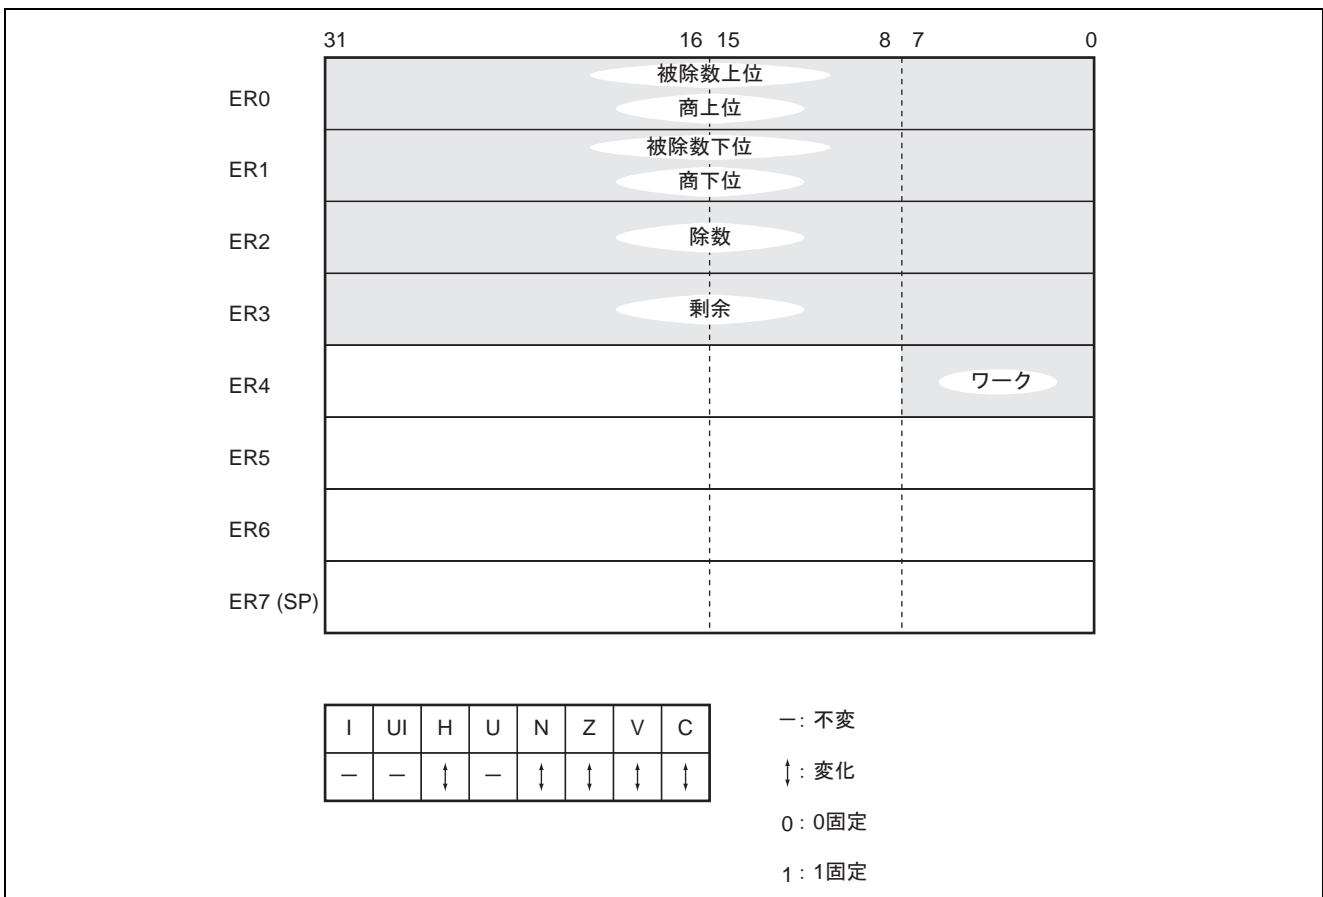 31 16 15 8 7 0
ER0
被除数上位
商上位
ER1
被除数下位
商下位
ER2
除数
ER3
剰余
ER4
ワーク
ER5
ER6
ER7 (SP)
I UI H U N Z V C
— — ↕ — ↕ ↕ ↕ ↕
—: 不変
↕: 変化
0: 0固定
1: 1固定